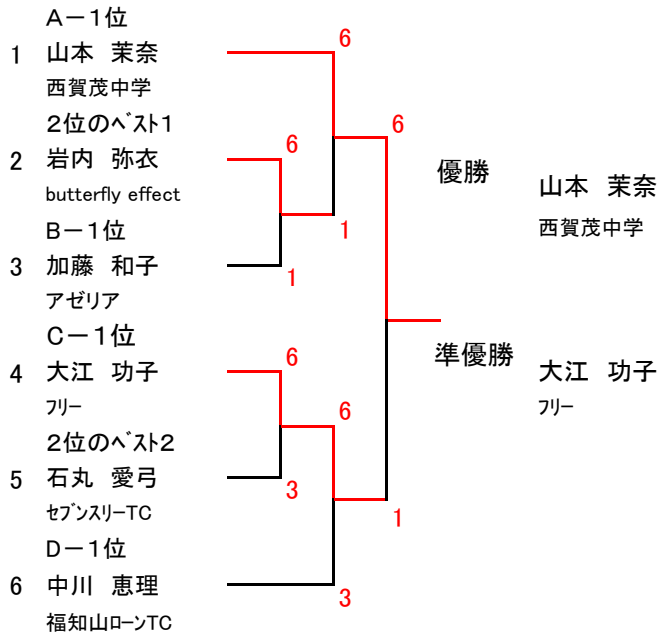 A－1位
1 山本 茉奈
西賀茂中学
2位のﾍﾞｽﾄ1
2 岩内 弥衣
butterfly effect
B－1位
3 加藤 和子
アゼリア
C－1位
4 大江 功子
ﾌﾘｰ
2位のﾍﾞｽﾄ2
5 石丸 愛弓
ｾﾌﾞﾝｽﾘｰTC
D－1位
6 中川 恵理
福知山ﾛｰﾝTC
6
6
1
1
6
3
6
3
6
1
優勝 山本 茉奈
西賀茂中学
準優勝 大江 功子
ﾌﾘｰ